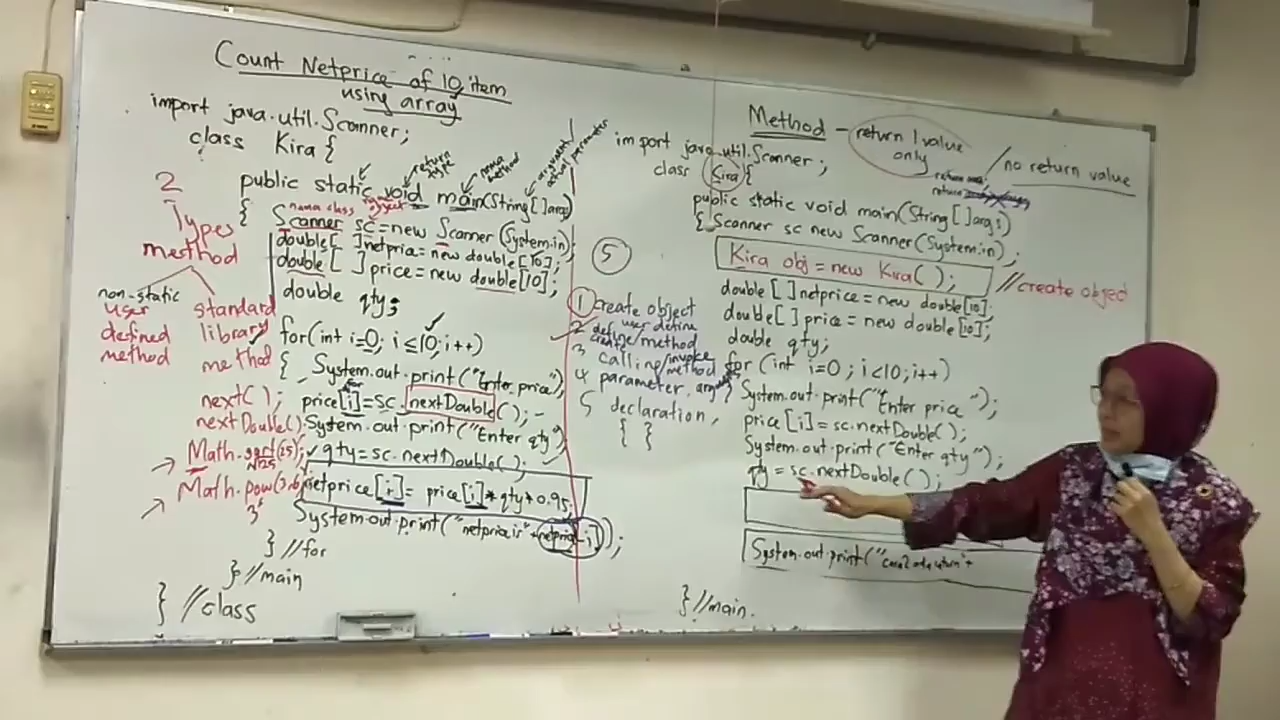 Count Netprice of 10 item
using array
import java.util.Scanner;
class Kira {
return type
nama method
argument/
actual parameter
public static void main(String[]args)
nama class
object
{ Scanner sc=new Scanner(System.in);
double[ ]netprice=new double[10];
double[ ]price=new double[10];
double qty;
for(int i=0; i≤10; i++)
{ System.out.print("Enter price");
price[i]=sc.nextDouble();
System.out.print("Enter qty");
qty=sc.nextDouble();
netprice[i]= price[i]*qty*0.95;
System.out.print("netprice is"+netprice[i]);
} //for
} //main
} //class
2
Types
method
non-static
user
defined
method
standard
library
method
next();
nextDouble();
Math.sqrt(25);
√25
Math.pow(3,6)
3⁶
5
1 create object
user define
2 define/method
create
3 calling/method
invoke
4 parameter,
5 declaration,
{ }
Method - return 1 value
only
/ no return value
return
import java.util.Scanner;
class Kira {
public static void main(String[]args)
{ Scanner sc new Scanner(System.in);
Kira obj = new Kira( );
//create object
double[ ]netprice=new double[10];
double[ ]price=new double[10];
double qty;
for (int i=0; i<10; i++)
System.out.print("Enter price");
price[i]=sc.nextDouble();
System.out.print("Enter qty");
qty = sc.nextDouble();
System.out.print("
} //main.